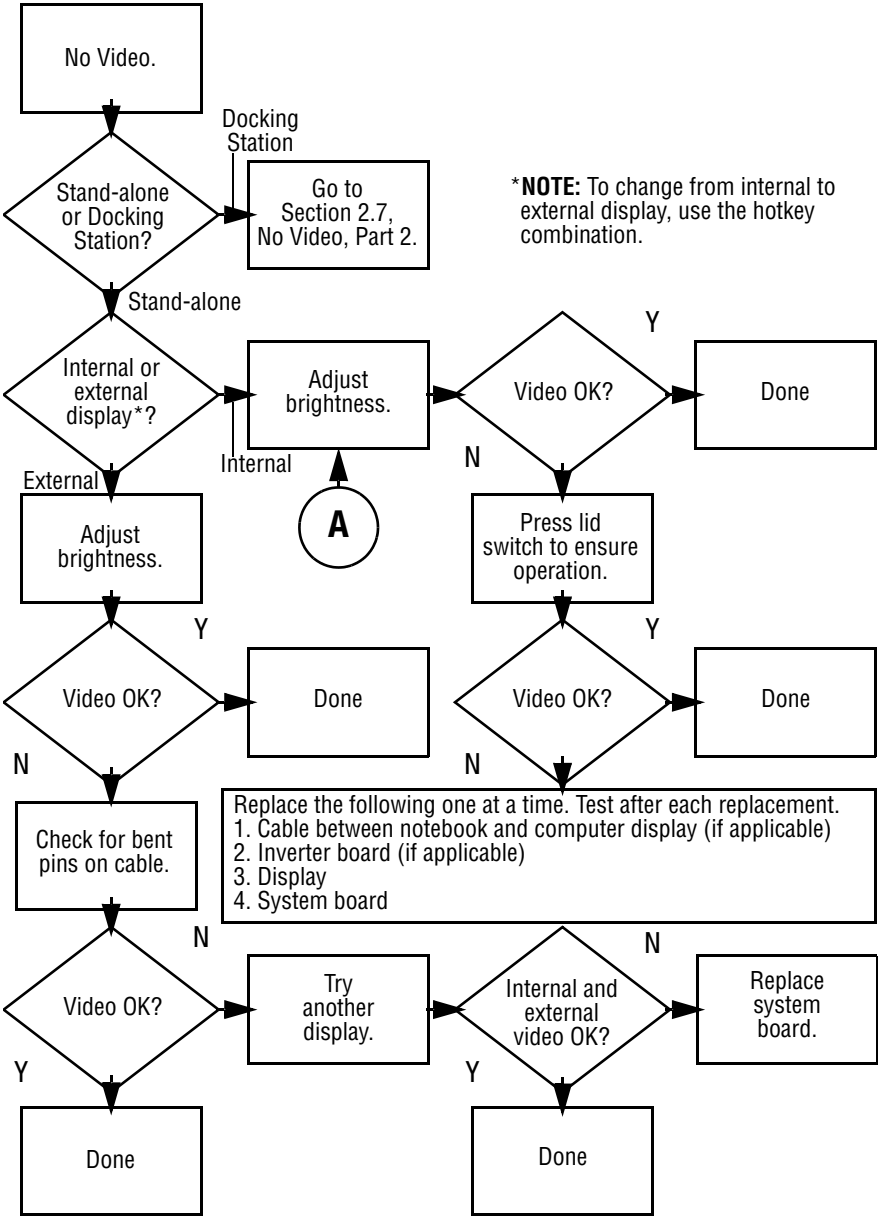 No Video.
Docking
Station
Stand-alone
or Docking
Station?
Go to
Section 2.7,
No Video, Part 2.
*NOTE: To change from internal to
external display, use the hotkey
combination.
Stand-alone
Internal or
external
display*?
Internal
Adjust
brightness.
A
Video OK?
Y
Done
N
Press lid
switch to ensure
operation.
External
Adjust
brightness.
Video OK?
Y
Done
N
Video OK?
Y
Done
N
Replace the following one at a time. Test after each replacement.
1. Cable between notebook and computer display (if applicable)
2. Inverter board (if applicable)
3. Display
4. System board
Check for bent
pins on cable.
Video OK?
N
Try
another
display.
Internal and
external
video OK?
N
Replace
system
board.
Y
Done
Y
Done